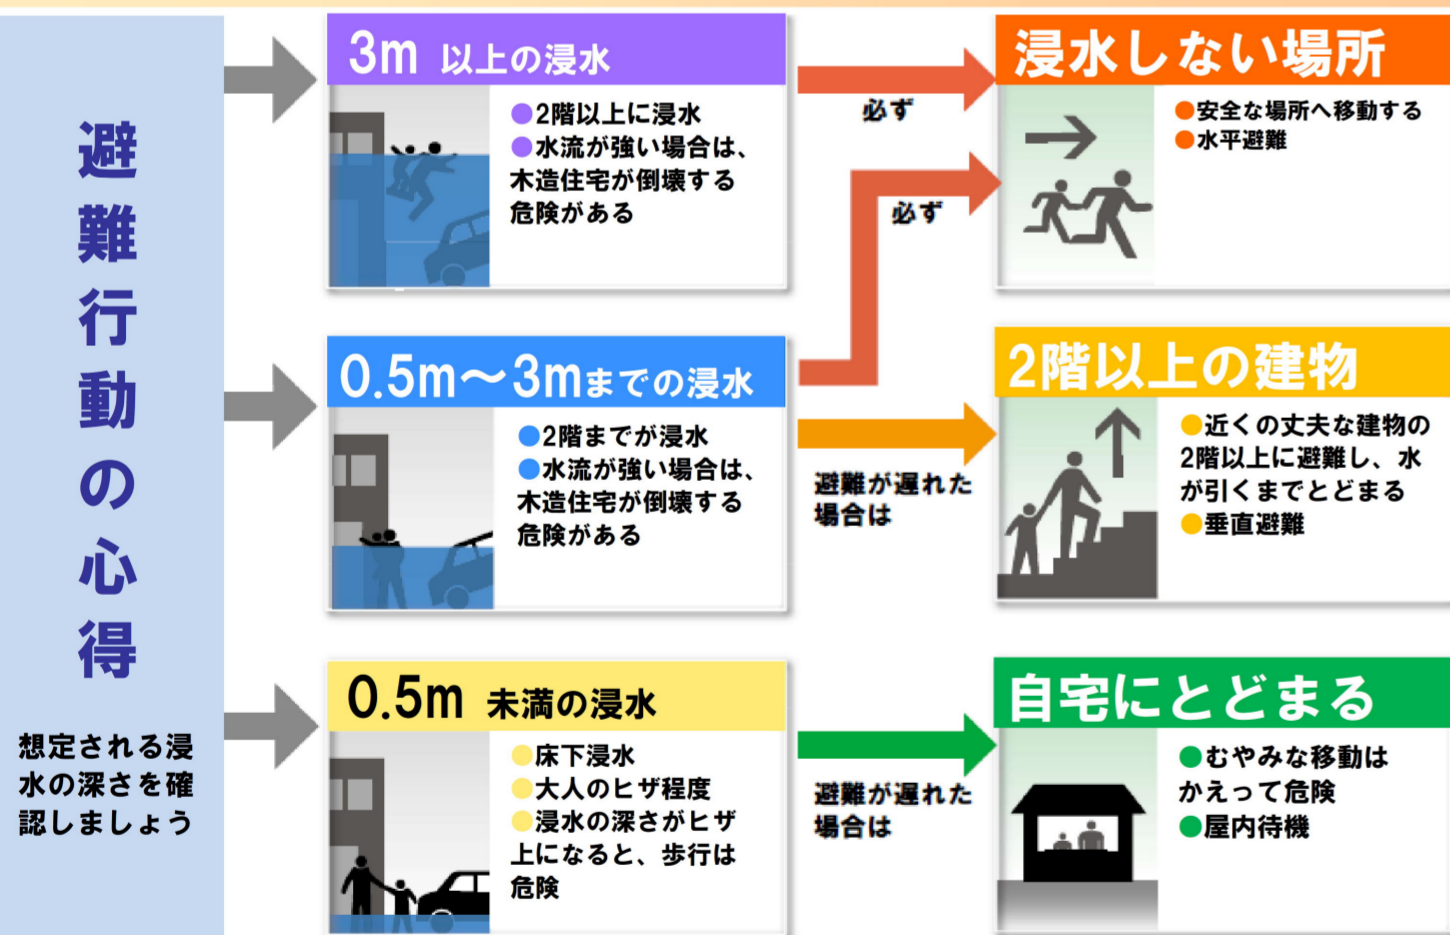 避難行動の心得
想定される浸
水の深さを確
認しましょう
3m 以上の浸水
●2階以上に浸水
●水流が強い場合は、
木造住宅が倒壊する
危険がある
必ず
浸水しない場所
●安全な場所へ移動する
●水平避難
必ず
0.5m～3mまでの浸水
●2階までが浸水
●水流が強い場合は、
木造住宅が倒壊する
危険がある
避難が遅れた
場合は
2階以上の建物
●近くの丈夫な建物の
2階以上に避難し、水
が引くまでとどまる
●垂直避難
0.5m 未満の浸水
●床下浸水
●大人のヒザ程度
●浸水の深さがヒザ
上になると、歩行は
危険
避難が遅れた
場合は
自宅にとどまる
●むやみな移動は
かえって危険
●屋内待機